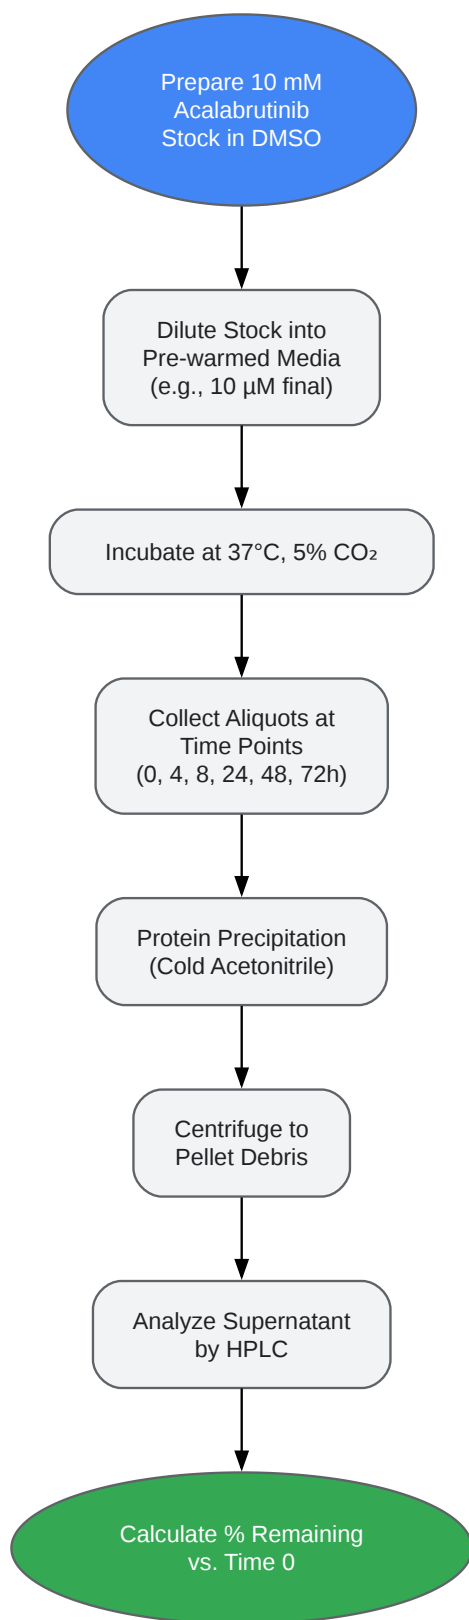 Prepare 10 mM
Acalabrutinib
Stock in DMSO
Dilute Stock into
Pre-warmed Media
(e.g., 10 µM final)
Incubate at 37°C, 5% CO₂
Collect Aliquots at
Time Points
(0, 4, 8, 24, 48, 72h)
Protein Precipitation
(Cold Acetonitrile)
Centrifuge to
Pellet Debris
Analyze Supernatant
by HPLC
Calculate % Remaining
vs. Time 0